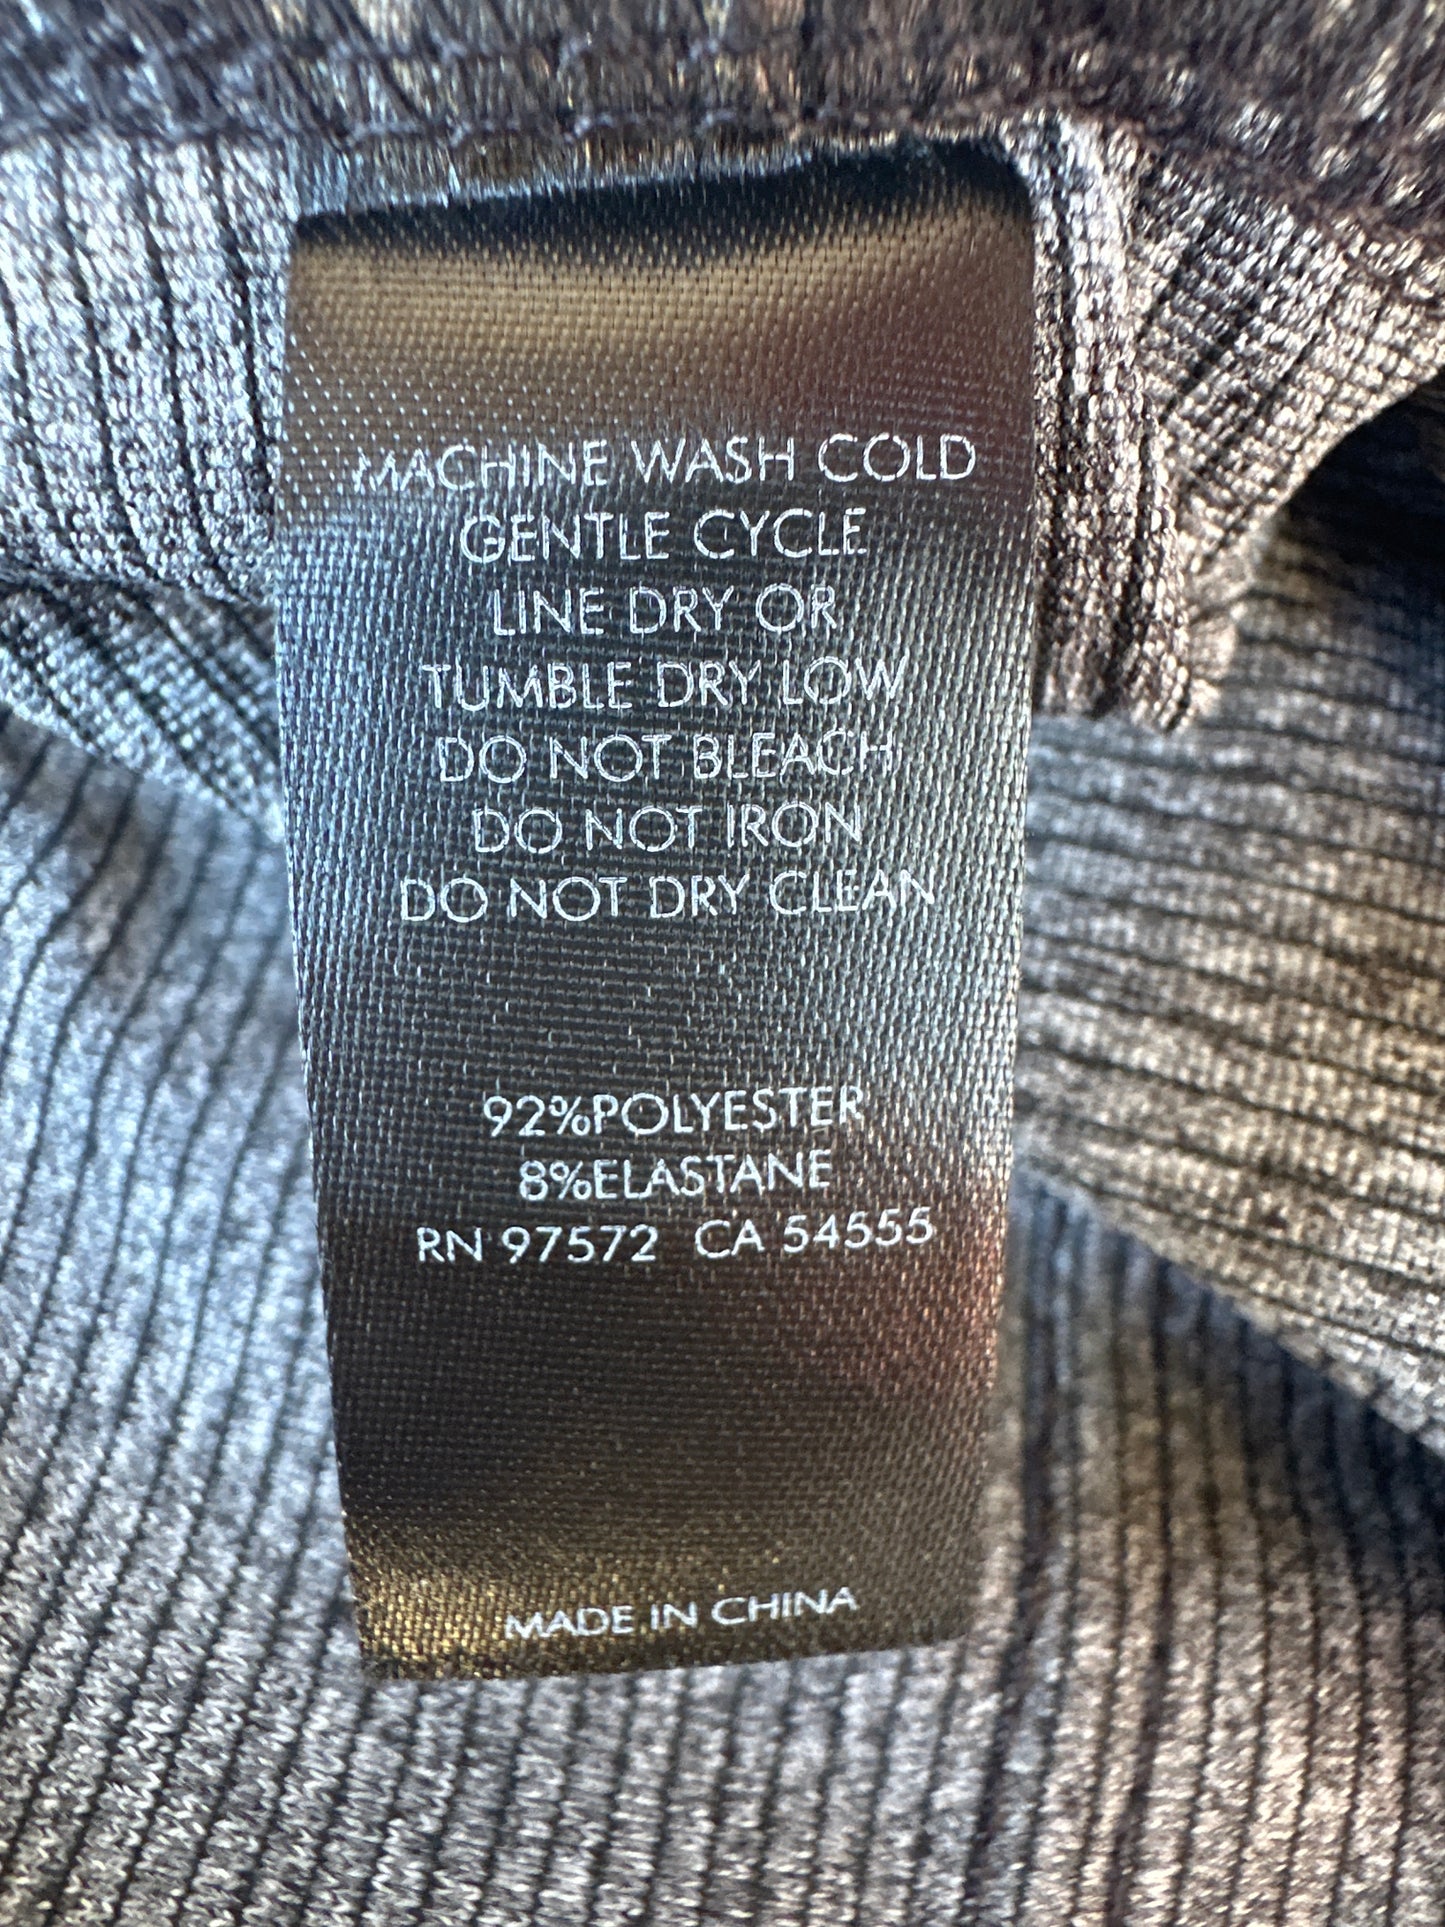 MACHINE WASH COLD
GENTLE CYCLE
LINE DRY OR
TUMBLE DRY LOW
DO NOT BLEACH
DO NOT IRON
DO NOT DRY CLEAN
92%POLYESTER
8%ELASTANE
RN 97572 CA 54555
MADE IN CHINA